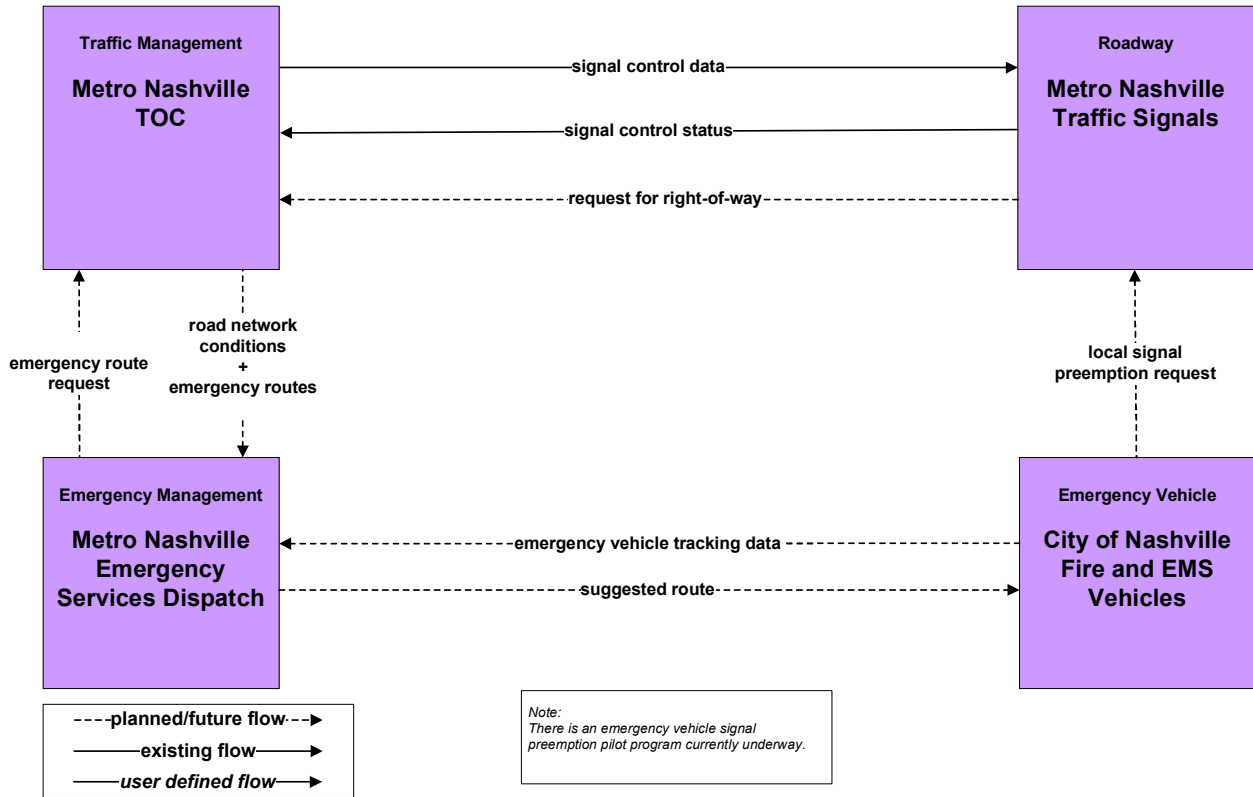 Traffic Management
Metro Nashville
TOC
Roadway
Metro Nashville
Traffic Signals
signal control data
signal control status
request for right-of-way
emergency route
request
road network
conditions
+
emergency routes
local signal
preemption request
Emergency Management
Metro Nashville
Emergency
Services Dispatch
Emergency Vehicle
City of Nashville
Fire and EMS
Vehicles
emergency vehicle tracking data
suggested route
planned/future flow
existing flow
user defined flow
Note:
There is an emergency vehicle signal
preemption pilot program currently underway.